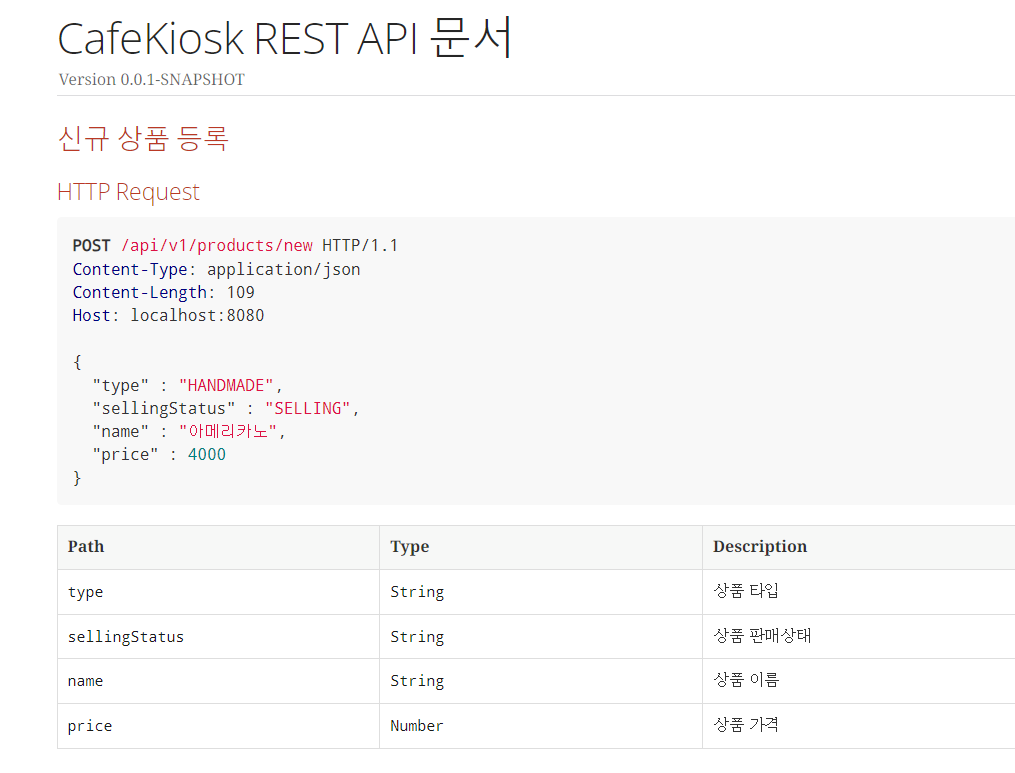 CafeKiosk REST API 문서
Version 0.0.1-SNAPSHOT
신규 상품 등록
HTTP Request
POST /api/v1/products/new HTTP/1.1
Content-Type: application/json
Content-Length: 109
Host: localhost:8080
{
  "type" : "HANDMADE",
  "sellingStatus" : "SELLING",
  "name" : "아메리카노",
  "price" : 4000
}
Path Type Description
type String 상품 타입
sellingStatus String 상품 판매상태
name String 상품 이름
price Number 상품 가격